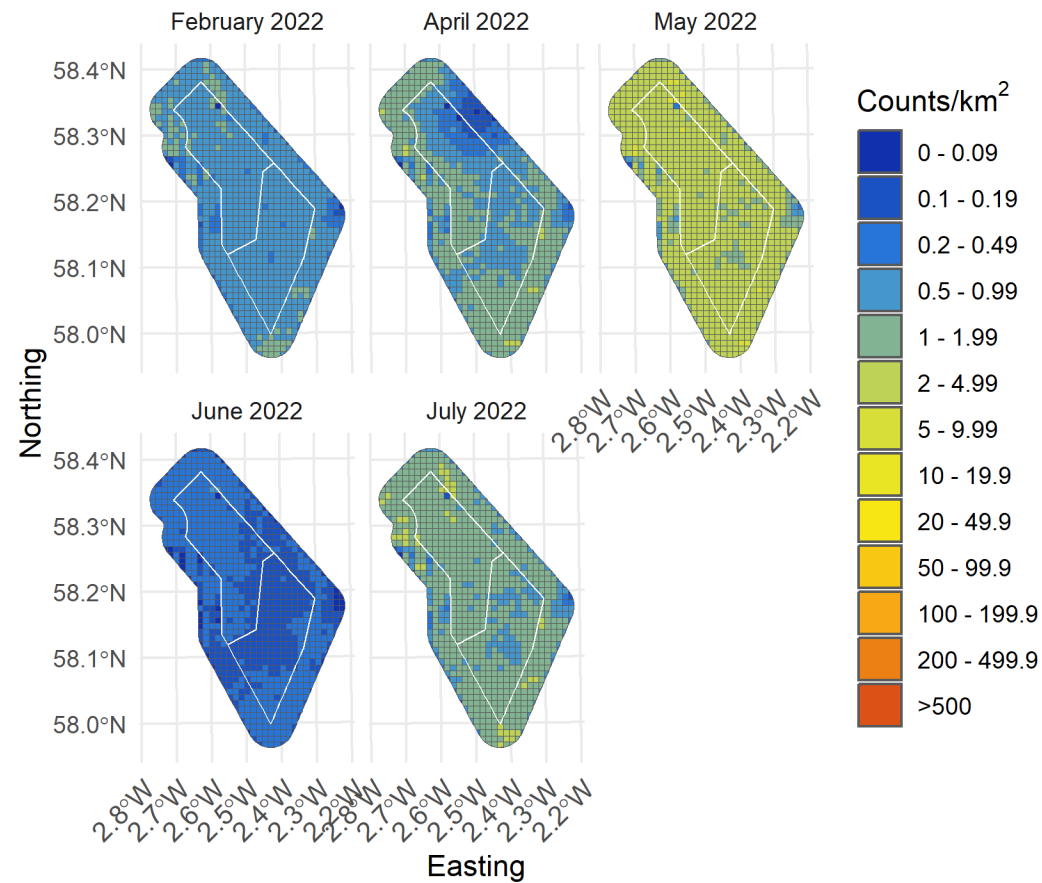 February 2022
April 2022
May 2022
58.4°N
58.3°N
58.2°N
58.1°N
58.0°N
2.8°W
2.7°W
2.6°W
2.5°W
2.4°W
2.3°W
2.2°W
June 2022
July 2022
58.4°N
58.3°N
58.2°N
58.1°N
58.0°N
2.8°W
2.7°W
2.6°W
2.5°W
2.4°W
2.3°W
2.2°W
2.8°W
2.7°W
2.6°W
2.5°W
2.4°W
2.3°W
2.2°W
Northing
Easting
Counts/km²
0 - 0.09
0.1 - 0.19
0.2 - 0.49
0.5 - 0.99
1 - 1.99
2 - 4.99
5 - 9.99
10 - 19.9
20 - 49.9
50 - 99.9
100 - 199.9
200 - 499.9
>500